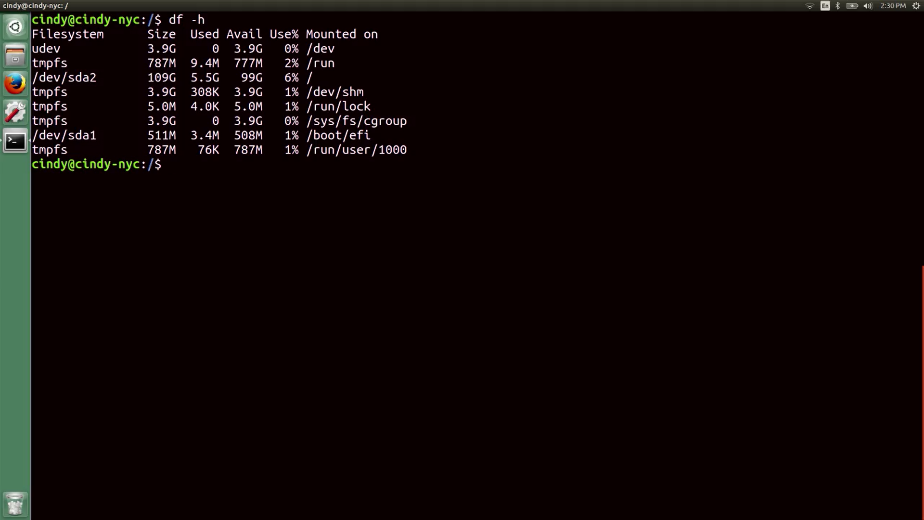 cindy@cindy-nyc: /
En
2:30 PM
cindy@cindy-nyc:/$ df -h
Filesystem      Size  Used Avail Use% Mounted on
udev            3.9G     0  3.9G   0% /dev
tmpfs           787M  9.4M  777M   2% /run
/dev/sda2       109G  5.5G   99G   6% /
tmpfs           3.9G  308K  3.9G   1% /dev/shm
tmpfs           5.0M  4.0K  5.0M   1% /run/lock
tmpfs           3.9G     0  3.9G   0% /sys/fs/cgroup
/dev/sda1       511M  3.4M  508M   1% /boot/efi
tmpfs           787M   76K  787M   1% /run/user/1000
cindy@cindy-nyc:/$